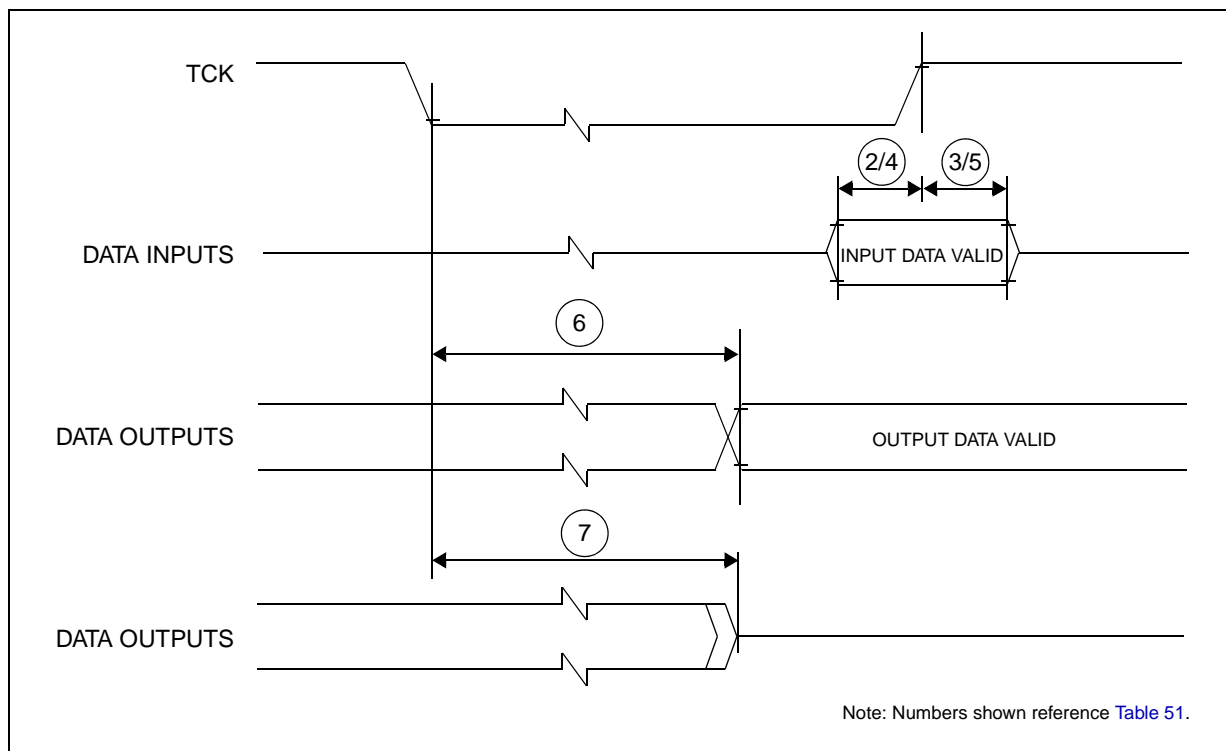 TCK
2/4
3/5
DATA INPUTS
INPUT DATA VALID
6
DATA OUTPUTS
OUTPUT DATA VALID
7
DATA OUTPUTS
Note: Numbers shown reference Table 51.